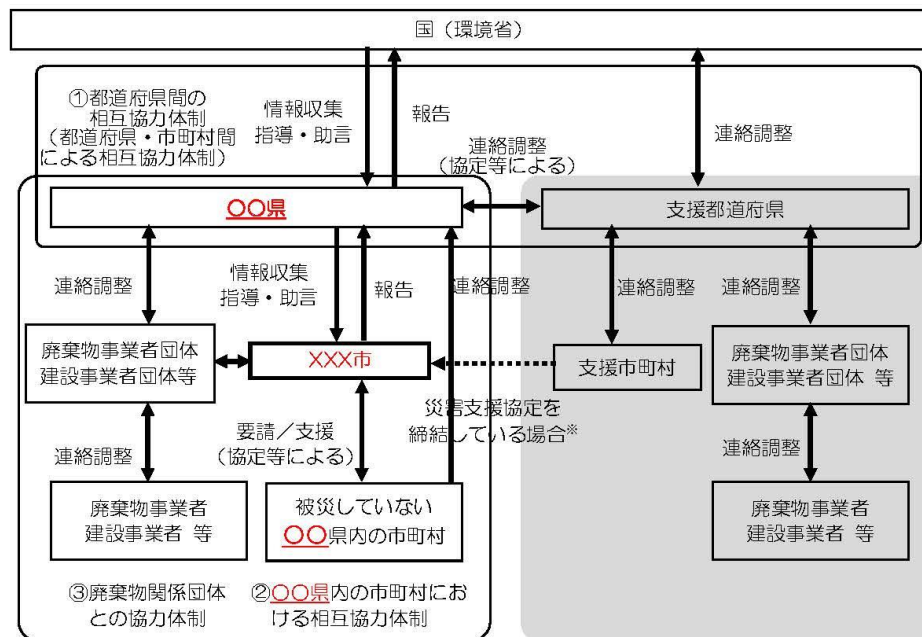 国（環境省）
①都道府県間の
相互協力体制
（都道府県・市町村間
による相互協力体制）
情報収集
指導・助言
報告
連絡調整
（協定等による）
連絡調整
〇〇県
支援都道府県
連絡調整
情報収集
指導・助言
報告
連絡調整
連絡調整
連絡調整
廃棄物事業者団体
建設事業者団体等
XXX市
支援市町村
廃棄物事業者団体
建設事業者団体 等
災害支援協定を
締結している場合※
要請／支援
（協定等による）
連絡調整
連絡調整
廃棄物事業者
建設事業者 等
被災していない
〇〇県内の市町村
廃棄物事業者
建設事業者 等
③廃棄物関係団体
との協力体制
②〇〇県内の市町村にお
ける相互協力体制